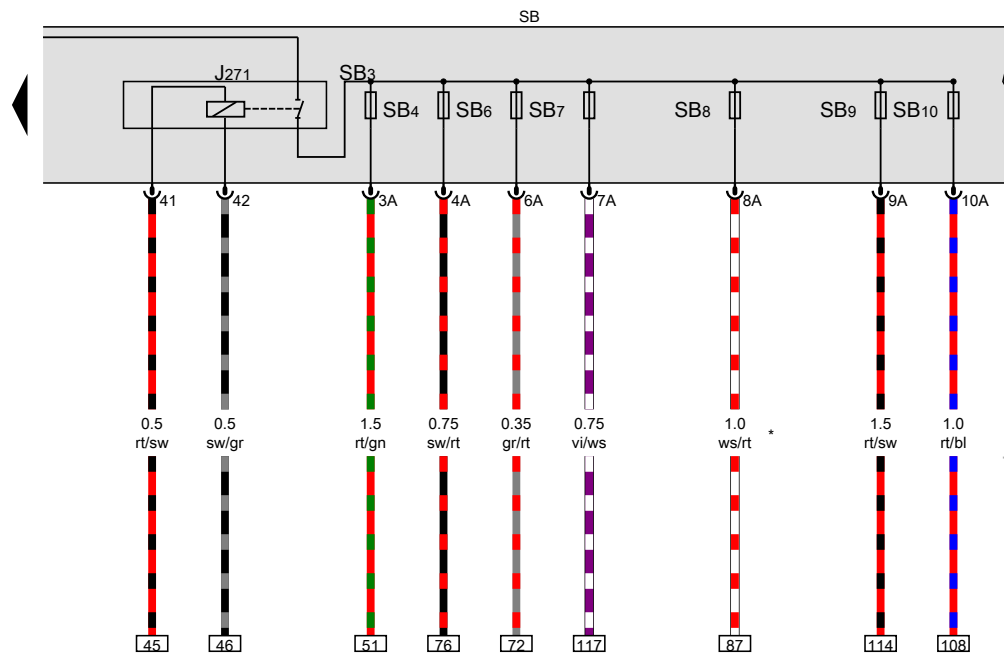 SB
J271
SB3
SB4 SB6 SB7 SB8 SB9 SB10
41 42 3A 4A 6A 7A 8A 9A 10A
0.5 0.5 1.5 0.75 0.35 0.75 1.0 1.5 1.0
rt/sw sw/gr rt/gn sw/rt gr/rt vi/ws ws/rt * rt/sw rt/bl
45 46 51 76 72 117 87 114 108